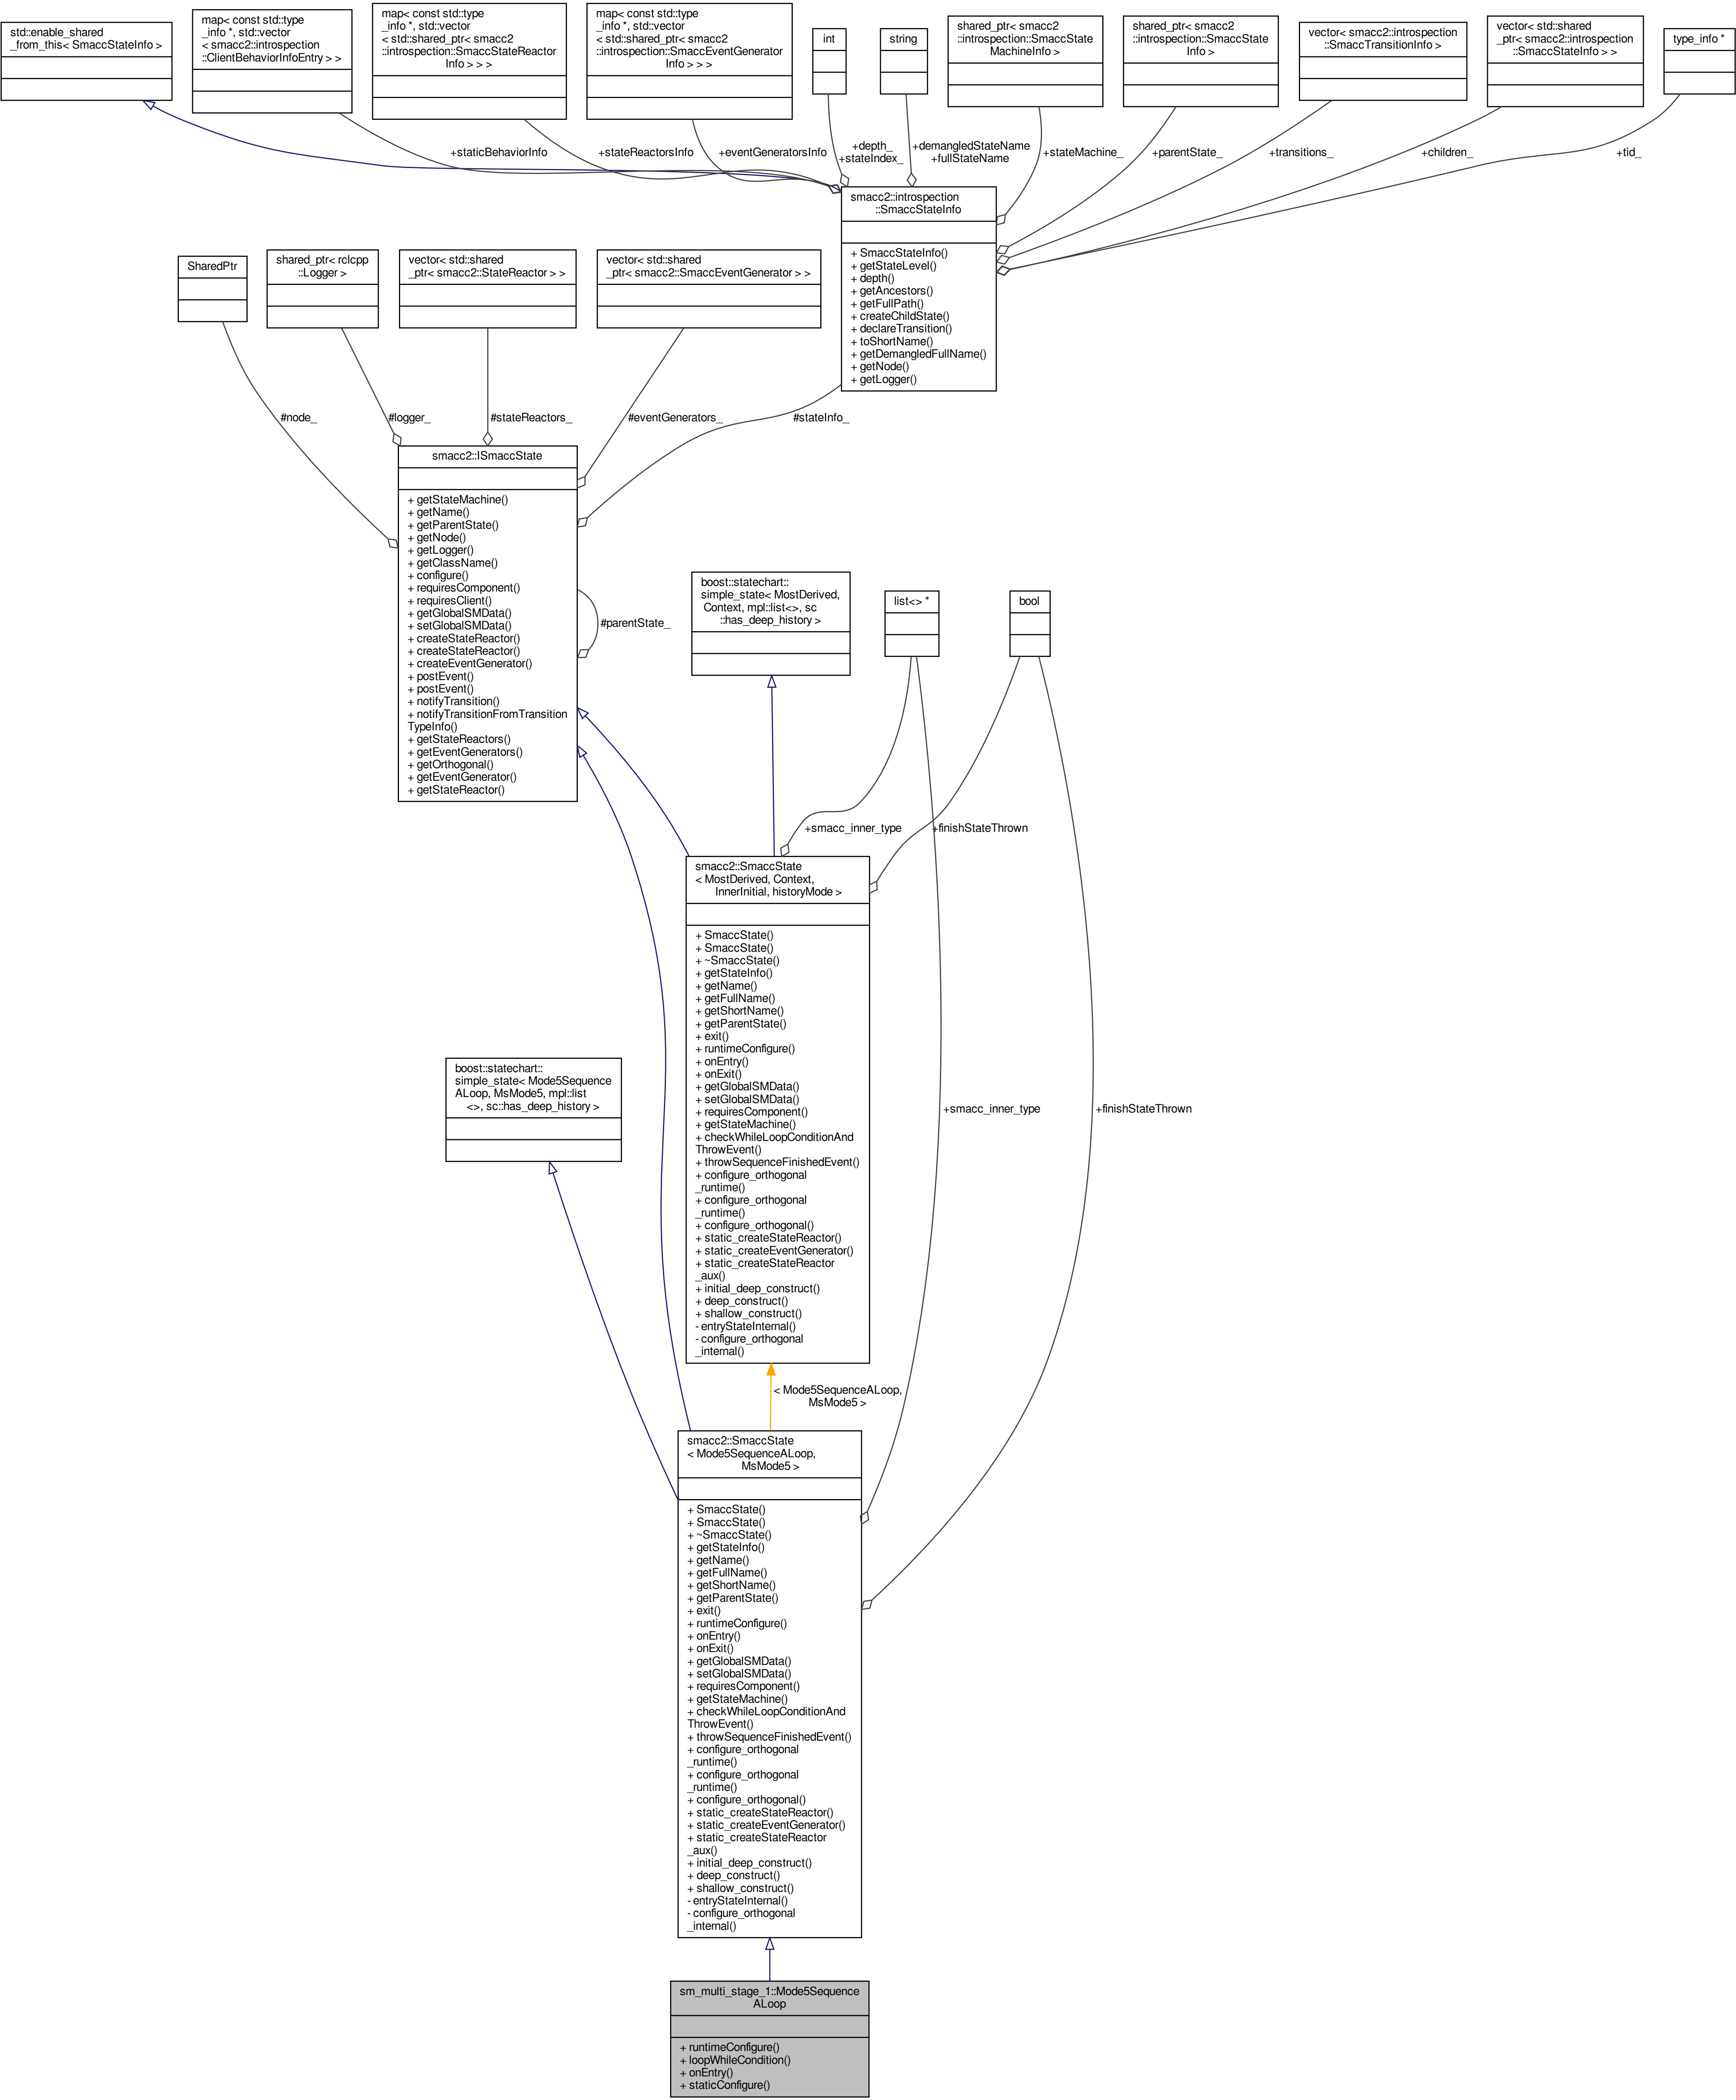 std::enable_shared
_from_this< SmaccStateInfo >
map< const std::type
_info *, std::vector
< smacc2::introspection
::ClientBehaviorInfoEntry > >
map< const std::type
_info *, std::vector
< std::shared_ptr< smacc2
::introspection::SmaccStateReactor
Info > > >
map< const std::type
_info *, std::vector
< std::shared_ptr< smacc2
::introspection::SmaccEventGenerator
Info > > >
int
string
shared_ptr< smacc2
::introspection::SmaccState
MachineInfo >
shared_ptr< smacc2
::introspection::SmaccState
Info >
vector< smacc2::introspection
::SmaccTransitionInfo >
vector< std::shared
_ptr< smacc2::introspection
::SmaccStateInfo > >
type_info *
+staticBehaviorInfo
+stateReactorsInfo
+eventGeneratorsInfo
+depth_
+stateIndex_
+demangledStateName
+fullStateName
+stateMachine_
+parentState_
+transitions_
+children_
+tid_
smacc2::introspection
::SmaccStateInfo
+ SmaccStateInfo()
+ getStateLevel()
+ depth()
+ getAncestors()
+ getFullPath()
+ createChildState()
+ declareTransition()
+ toShortName()
+ getDemangledFullName()
+ getNode()
+ getLogger()
SharedPtr
shared_ptr< rclcpp
::Logger >
vector< std::shared
_ptr< smacc2::StateReactor > >
vector< std::shared
_ptr< smacc2::SmaccEventGenerator > >
#node_
#logger_
#stateReactors_
#eventGenerators_
#stateInfo_
smacc2::ISmaccState
+ getStateMachine()
+ getName()
+ getParentState()
+ getNode()
+ getLogger()
+ getClassName()
+ configure()
+ requiresComponent()
+ requiresClient()
+ getGlobalSMData()
+ setGlobalSMData()
+ createStateReactor()
+ createStateReactor()
+ createEventGenerator()
+ postEvent()
+ postEvent()
+ notifyTransition()
+ notifyTransitionFromTransition
TypeInfo()
+ getStateReactors()
+ getEventGenerators()
+ getOrthogonal()
+ getEventGenerator()
+ getStateReactor()
#parentState_
boost::statechart::
simple_state< MostDerived,
Context, mpl::list<>, sc
::has_deep_history >
list<> *
bool
+smacc_inner_type
+finishStateThrown
smacc2::SmaccState
< MostDerived, Context,
InnerInitial, historyMode >
+ SmaccState()
+ SmaccState()
+ ~SmaccState()
+ getStateInfo()
+ getName()
+ getFullName()
+ getShortName()
+ getParentState()
+ exit()
+ runtimeConfigure()
+ onEntry()
+ onExit()
+ getGlobalSMData()
+ setGlobalSMData()
+ requiresComponent()
+ getStateMachine()
+ checkWhileLoopConditionAnd
ThrowEvent()
+ throwSequenceFinishedEvent()
+ configure_orthogonal
_runtime()
+ configure_orthogonal
_runtime()
+ configure_orthogonal()
+ static_createStateReactor()
+ static_createEventGenerator()
+ static_createStateReactor
_aux()
+ initial_deep_construct()
+ deep_construct()
+ shallow_construct()
- entryStateInternal()
- configure_orthogonal
_internal()
boost::statechart::
simple_state< Mode5Sequence
ALoop, MsMode5, mpl::list
<>, sc::has_deep_history >
+smacc_inner_type
+finishStateThrown
< Mode5SequenceALoop,
MsMode5 >
smacc2::SmaccState
< Mode5SequenceALoop,
MsMode5 >
+ SmaccState()
+ SmaccState()
+ ~SmaccState()
+ getStateInfo()
+ getName()
+ getFullName()
+ getShortName()
+ getParentState()
+ exit()
+ runtimeConfigure()
+ onEntry()
+ onExit()
+ getGlobalSMData()
+ setGlobalSMData()
+ requiresComponent()
+ getStateMachine()
+ checkWhileLoopConditionAnd
ThrowEvent()
+ throwSequenceFinishedEvent()
+ configure_orthogonal
_runtime()
+ configure_orthogonal
_runtime()
+ configure_orthogonal()
+ static_createStateReactor()
+ static_createEventGenerator()
+ static_createStateReactor
_aux()
+ initial_deep_construct()
+ deep_construct()
+ shallow_construct()
- entryStateInternal()
- configure_orthogonal
_internal()
sm_multi_stage_1::Mode5Sequence
ALoop
+ runtimeConfigure()
+ loopWhileCondition()
+ onEntry()
+ staticConfigure()